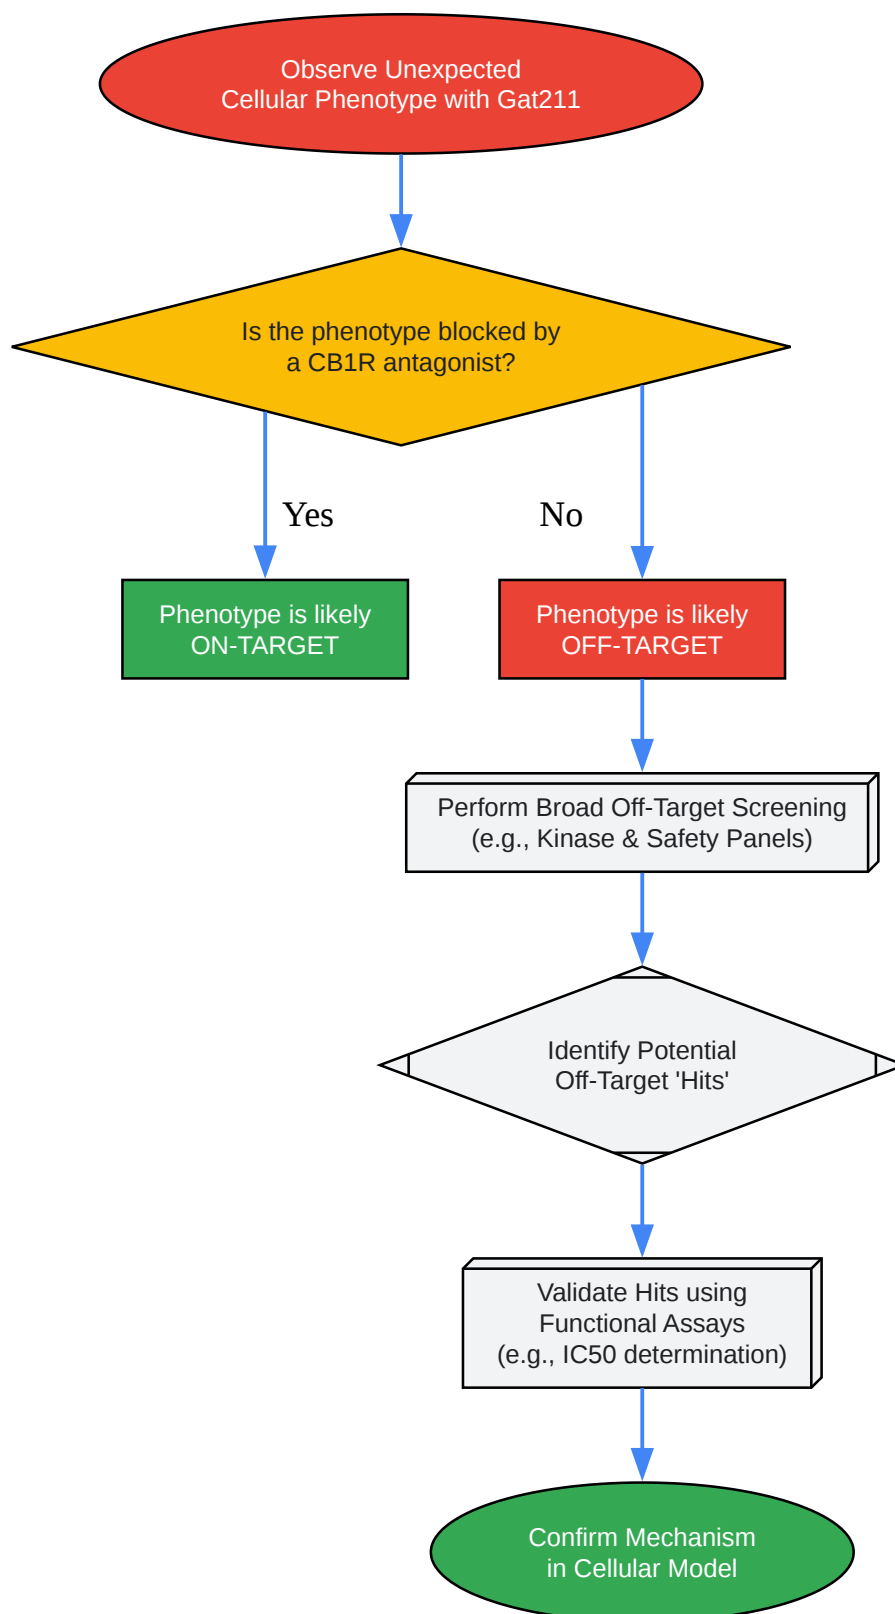 Observe Unexpected
Cellular Phenotype with Gat211
Is the phenotype blocked by
a CB1R antagonist?
Yes
No
Phenotype is likely
ON-TARGET
Phenotype is likely
OFF-TARGET
Perform Broad Off-Target Screening
(e.g., Kinase & Safety Panels)
Identify Potential
Off-Target 'Hits'
Validate Hits using
Functional Assays
(e.g., IC50 determination)
Confirm Mechanism
in Cellular Model